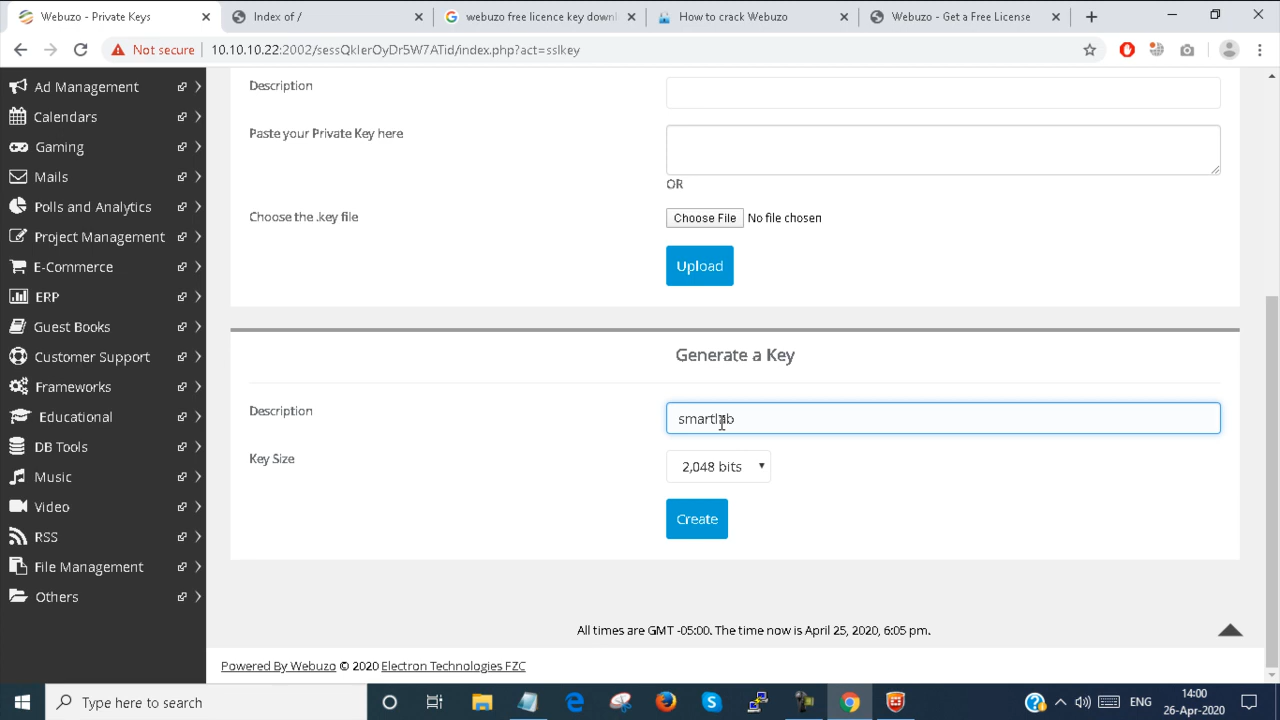 Webuzo - Private Keys
Index of /
webuzo free licence key down
How to crack Webuzo
Webuzo - Get a Free License
Not secure
10.10.10.22:2002/sessQklerOyDr5W7ATid/index.php?act=sslkey
Ad Management
Calendars
Gaming
Mails
Polls and Analytics
Project Management
E-Commerce
ERP
Guest Books
Customer Support
Frameworks
Educational
DB Tools
Music
Video
RSS
File Management
Others
Description
Paste your Private Key here
OR
Choose the .key file
Choose File No file chosen
Upload
Generate a Key
Description
smartlab
Key Size
2,048 bits
Create
All times are GMT -05:00. The time now is April 25, 2020, 6:05 pm.
Powered By Webuzo © 2020 Electron Technologies FZC
Type here to search
ENG
14:00
26-Apr-2020